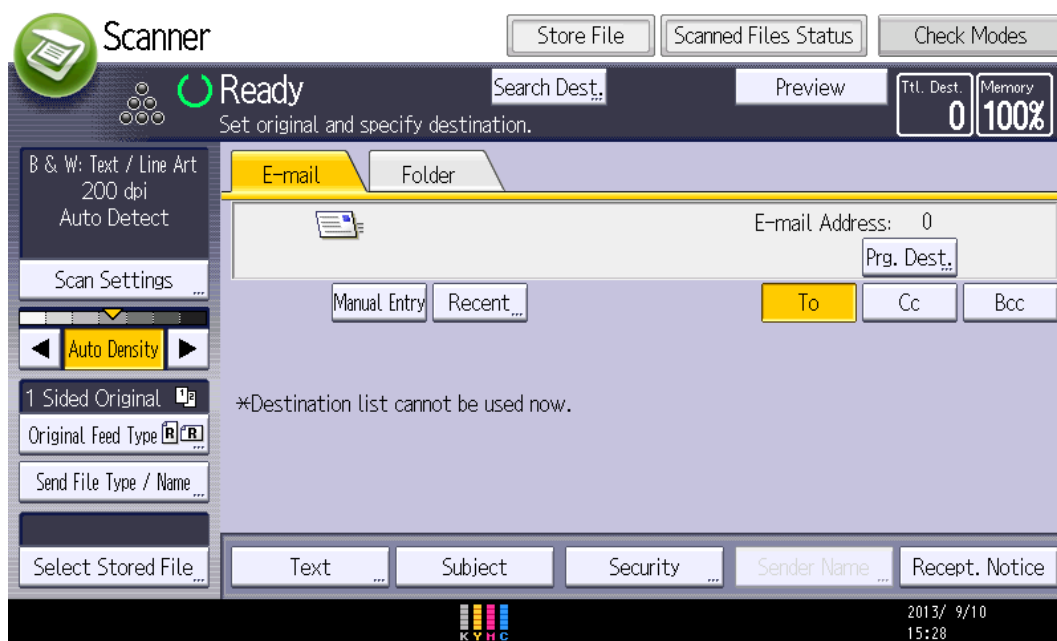 Scanner
Store File
Scanned Files Status
Check Modes
Ready
Search Dest.
Preview
Ttl. Dest.
0
Memory
100%
Set original and specify destination.
B & W: Text / Line Art
200 dpi
Auto Detect
Scan Settings
Auto Density
1 Sided Original
Original Feed Type
Send File Type / Name
Select Stored File
E-mail
Folder
E-mail Address: 0
Prg. Dest.
Manual Entry
Recent
To
Cc
Bcc
*Destination list cannot be used now.
Text
Subject
Security
Sender Name
Recept. Notice
K Y M C
2013/ 9/10
15:28